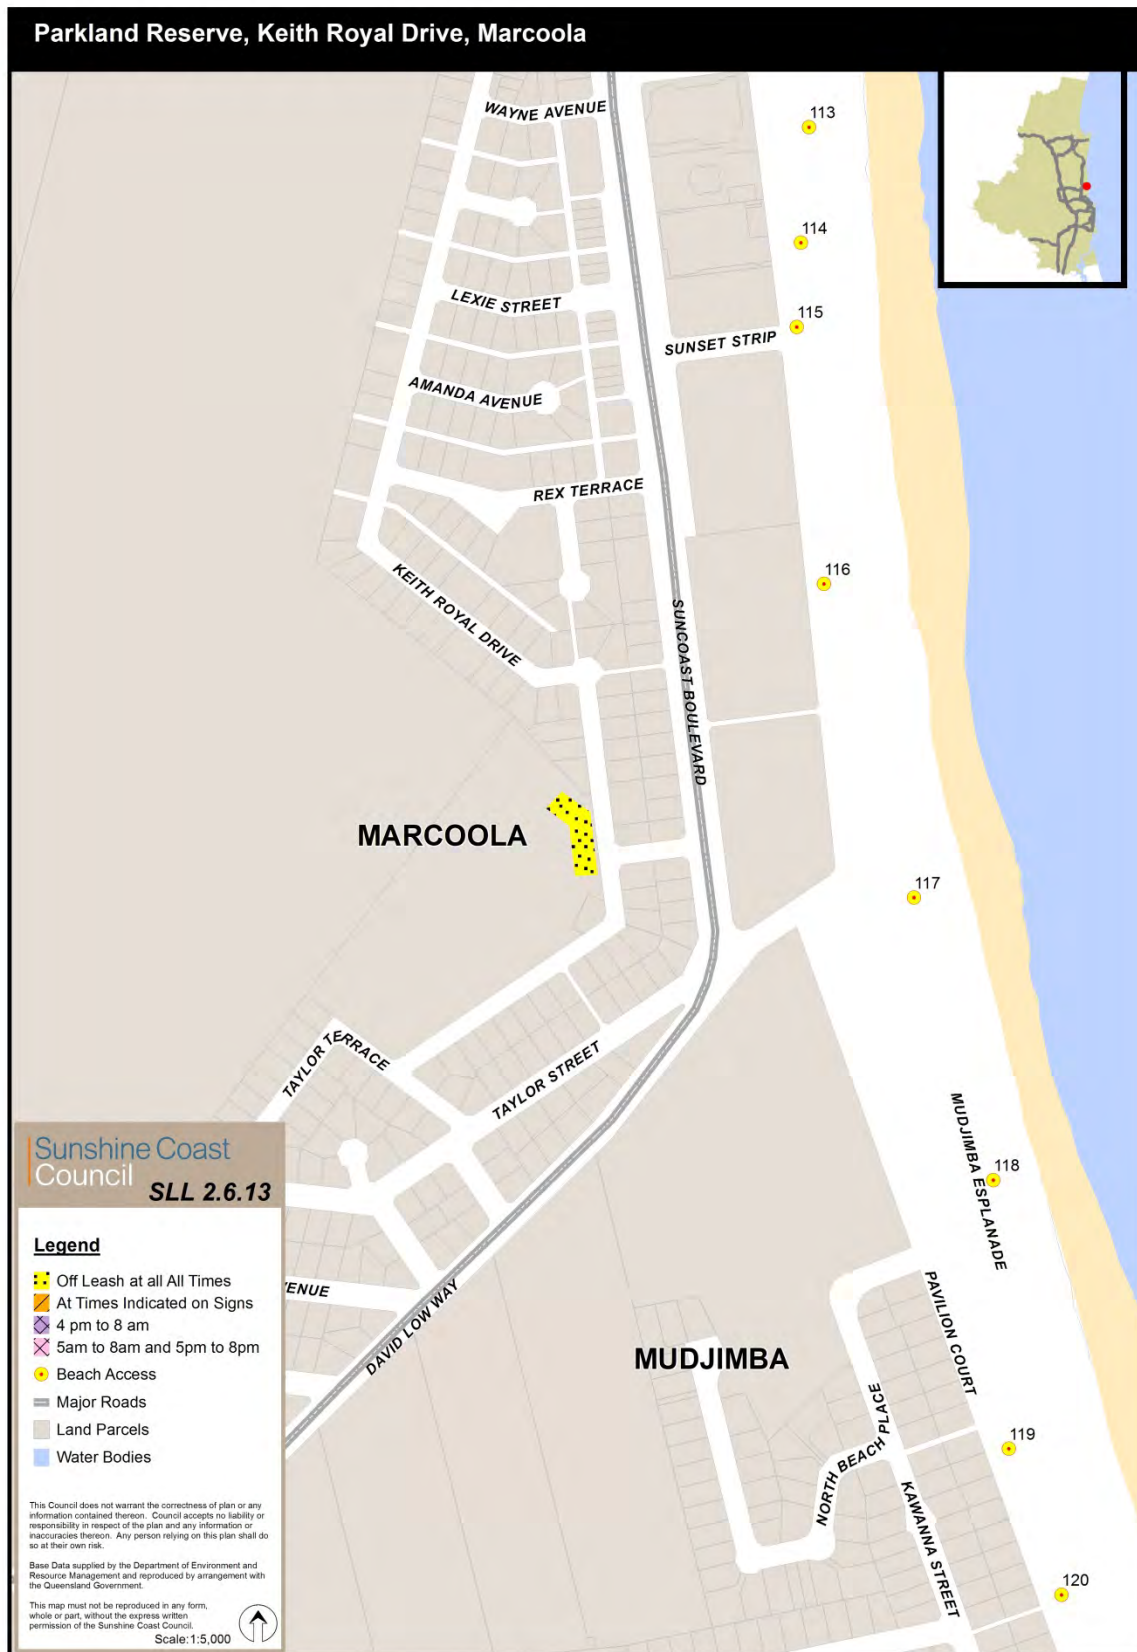 Parkland Reserve, Keith Royal Drive, Marcoola
WAYNE AVENUE
113
114
LEXIE STREET
115
SUNSET STRIP
AMANDA AVENUE
REX TERRACE
116
KEITH ROYAL DRIVE
SUNCOAST BOULEVARD
MARCOOLA
117
TAYLOR TERRACE
TAYLOR STREET
MUDJIMBA ESPLANADE
118
Sunshine Coast
Council
SLL 2.6.13
Legend
Off Leash at all All Times
At Times Indicated on Signs
4 pm to 8 am
5am to 8am and 5pm to 8pm
Beach Access
Major Roads
Land Parcels
Water Bodies
ENUE
DAVID LOW WAY
PAVILION COURT
MUDJIMBA
NORTH BEACH PLACE
119
KAWANNA STREET
120
This Council does not warrant the correctness of plan or any
information contained thereon. Council accepts no liability or
responsibility in respect of the plan and any information or
inaccuracies thereon. Any person relying on this plan shall do
so at their own risk.
Base Data supplied by the Department of Environment and
Resource Management and reproduced by arrangement with
the Queensland Government.
This map must not be reproduced in any form,
whole or part, without the express written
permission of the Sunshine Coast Council.
Scale:1:5,000